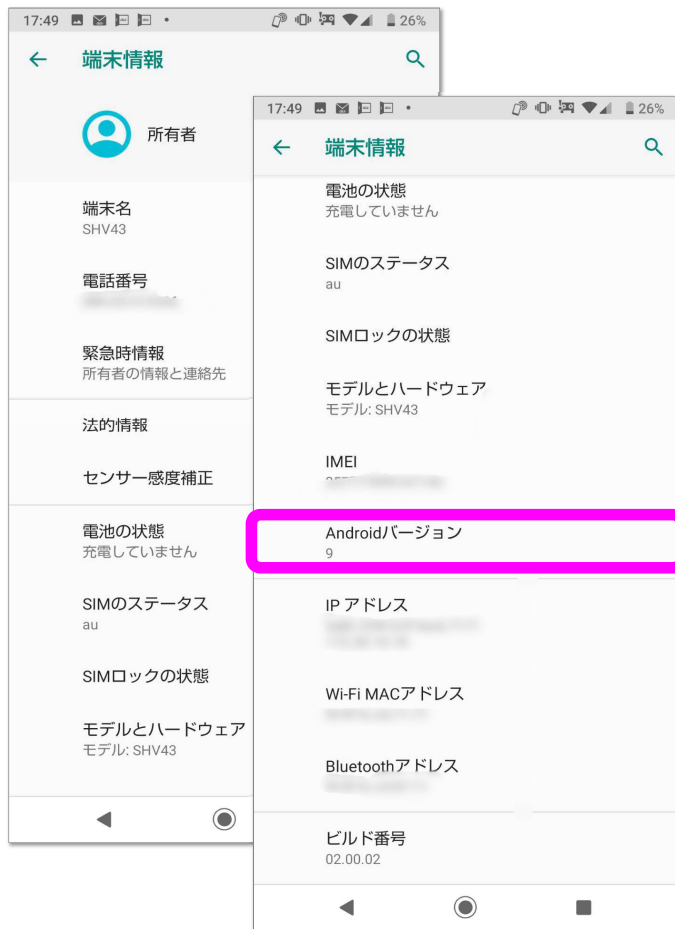 17:49
26%
端末情報
所有者
端末名
SHV43
電話番号
緊急時情報
所有者の情報と連絡先
法的情報
センサー感度補正
電池の状態
充電していません
SIMのステータス
au
SIMロックの状態
モデルとハードウェア
モデル: SHV43
17:49
26%
端末情報
電池の状態
充電していません
SIMのステータス
au
SIMロックの状態
モデルとハードウェア
モデル: SHV43
IMEI
Androidバージョン
9
IP アドレス
Wi-Fi MACアドレス
Bluetoothアドレス
ビルド番号
02.00.02